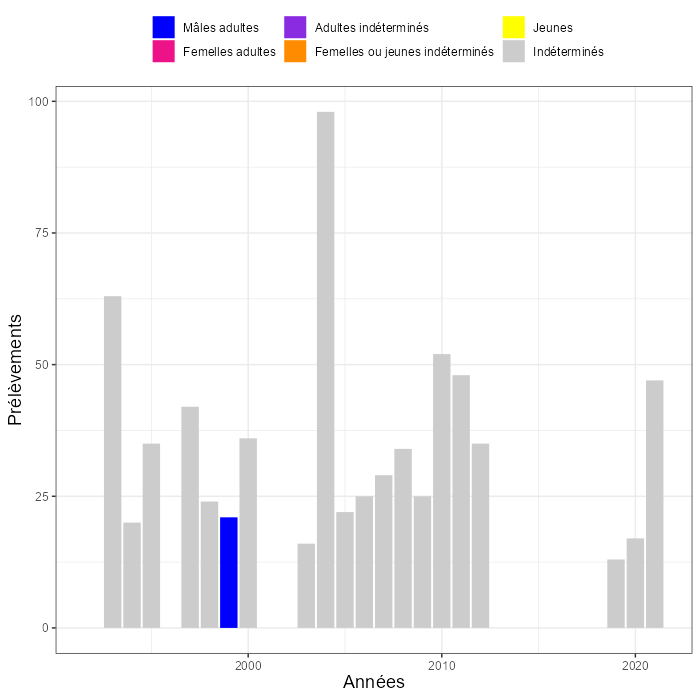 Mâles adultes Adultes indéterminés Jeunes
Femelles adultes Femelles ou jeunes indéterminés Indéterminés
100
75
50
25
0
Prélèvements
2000 2010 2020
Années